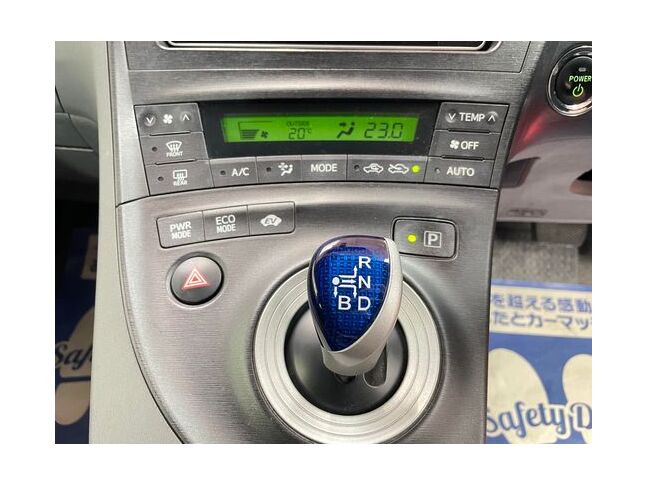 POWER
OUTSIDE
20°C
23.0
TEMP
FRONT
OFF
REAR
A/C
MODE
AUTO
PWR
MODE
ECO
MODE
EV
P
R
N
B D
を越える感動
たとカーマッ
Safety
Safety D